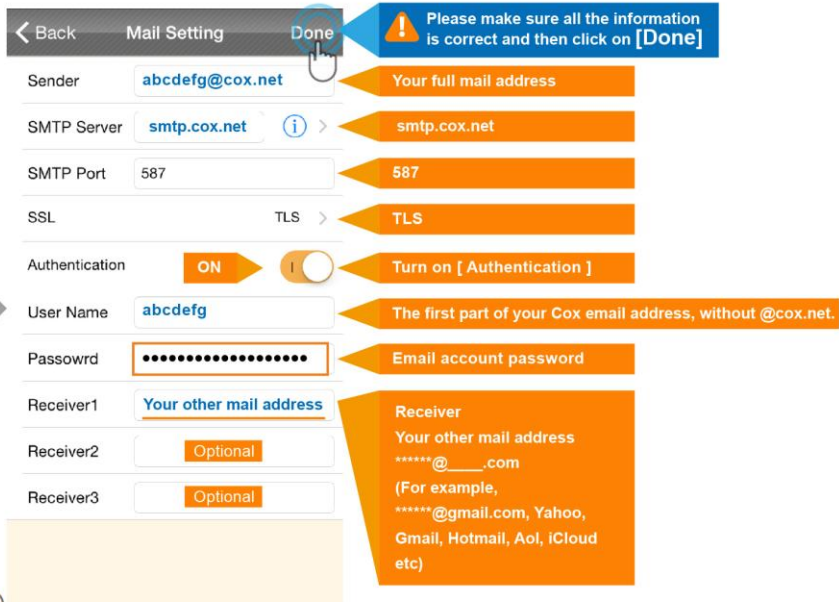 Back Mail Setting Done
Please make sure all the information
is correct and then click on [Done]
Sender abcdefg@cox.net Your full mail address
SMTP Server smtp.cox.net i smtp.cox.net
SMTP Port 587 587
SSL TLS TLS
Authentication ON I Turn on [ Authentication ]
User Name abcdefg The first part of your Cox email address, without @cox.net.
Passowrd ••••••••••••••••••• Email account password
Receiver1 Your other mail address
Receiver
Your other mail address
******@____.com
(For example,
******@gmail.com, Yahoo,
Gmail, Hotmail, Aol, iCloud
etc)
Receiver2 Optional
Receiver3 Optional